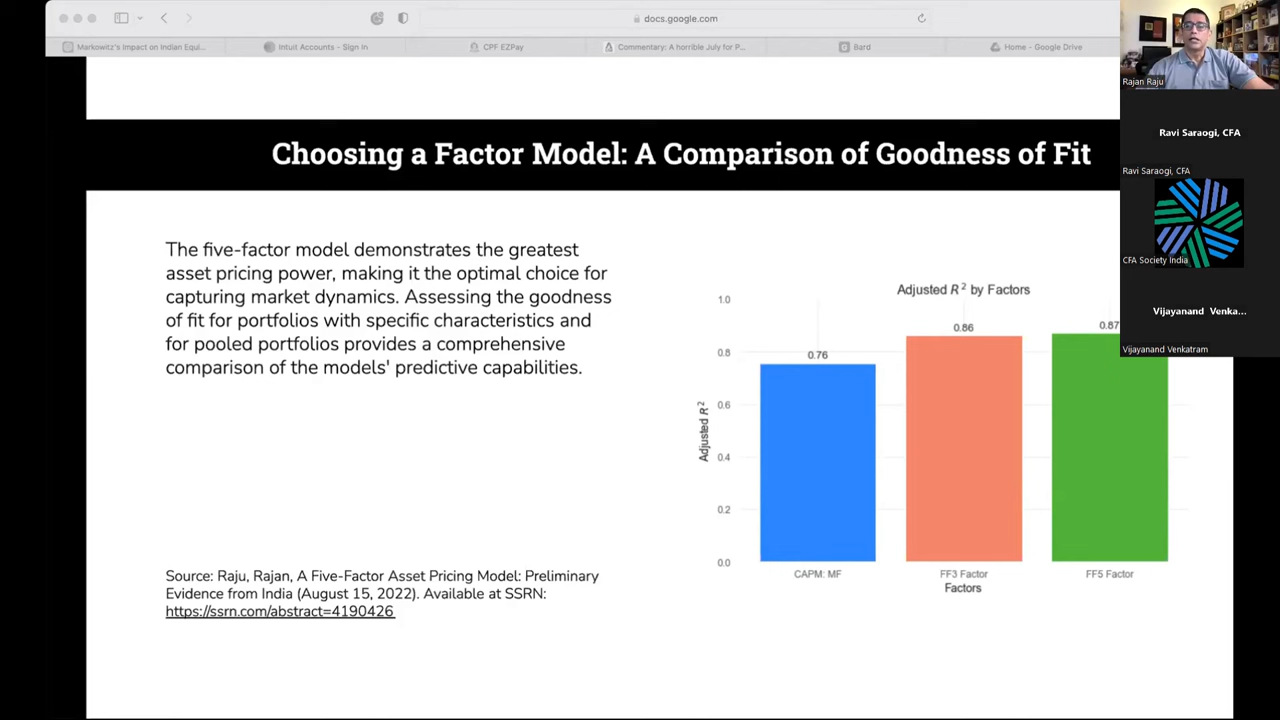 docs.google.com
Markowitz's Impact on Indian Equi...
Intuit Accounts - Sign In
CPF EZPay
Commentary: A horrible July for P...
Bard
Home - Google Drive
Choosing a Factor Model: A Comparison of Goodness of Fit
The five-factor model demonstrates the greatest
asset pricing power, making it the optimal choice for
capturing market dynamics. Assessing the goodness
of fit for portfolios with specific characteristics and
for pooled portfolios provides a comprehensive
comparison of the models' predictive capabilities.
Source: Raju, Rajan, A Five-Factor Asset Pricing Model: Preliminary
Evidence from India (August 15, 2022). Available at SSRN:
https://ssrn.com/abstract=4190426
Adjusted R² by Factors
Adjusted R²
1.0
0.8
0.6
0.4
0.2
0.0
0.76
0.86
0.87
CAPM: MF
FF3 Factor
FF5 Factor
Factors
Rajan Raju
Ravi Saraogi, CFA
Ravi Saraogi, CFA
CFA Society India
Vijayanand Venka...
Vijayanand Venkatram